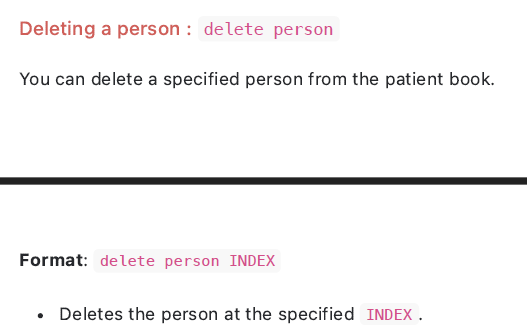 Deleting a person : delete person
You can delete a specified person from the patient book.
Format: delete person INDEX
• Deletes the person at the specified INDEX.